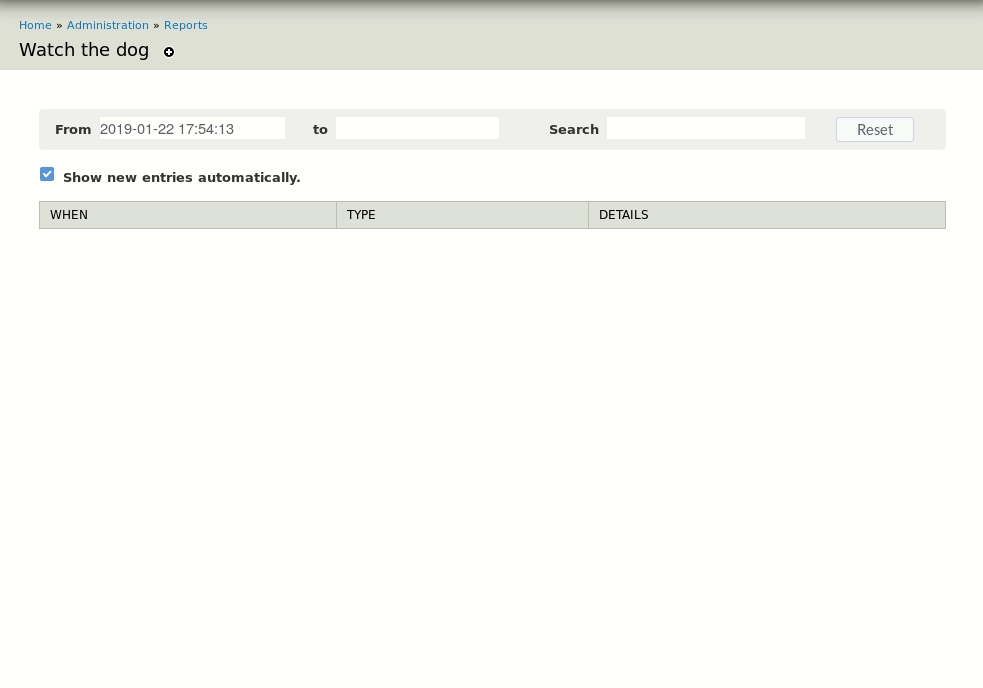 Home » Administration » Reports
Watch the dog
From 2019-01-22 17:54:13 to Search Reset
Show new entries automatically.
WHEN TYPE DETAILS